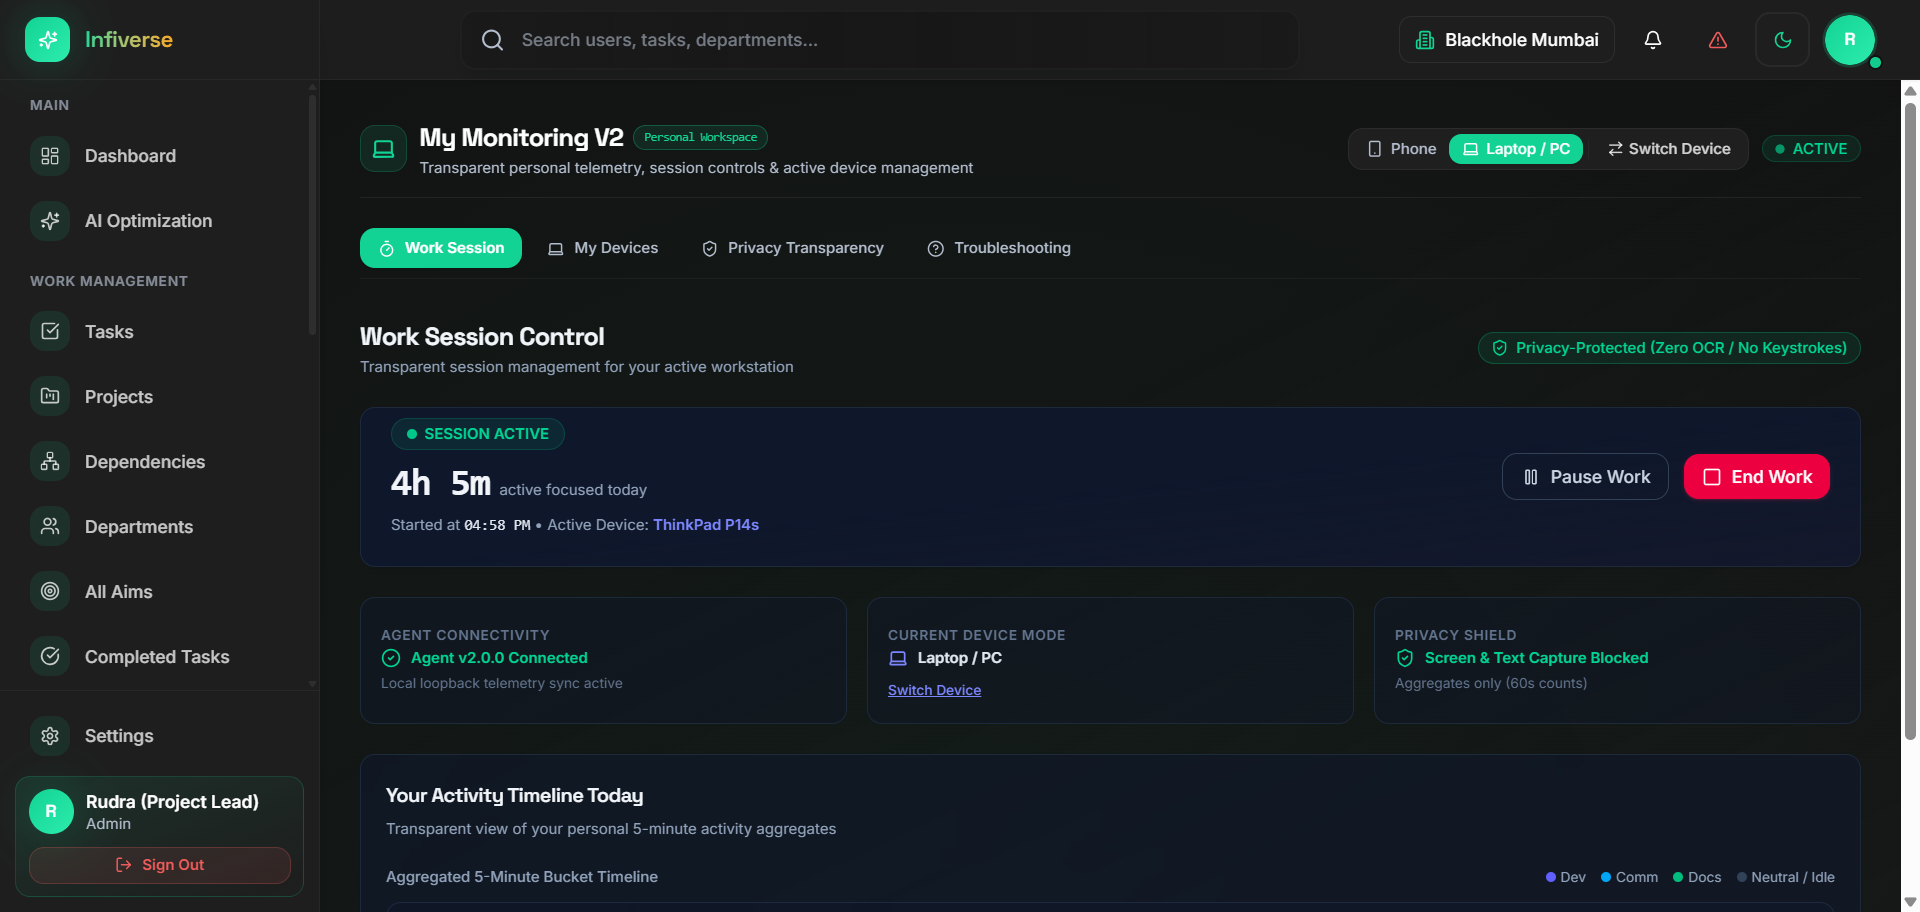 Infiverse
Search users, tasks, departments...
Blackhole Mumbai
R
MAIN
Dashboard
AI Optimization
WORK MANAGEMENT
Tasks
Projects
Dependencies
Departments
All Aims
Completed Tasks
Settings
R
Rudra (Project Lead)
Admin
Sign Out
My Monitoring V2
Personal Workspace
Transparent personal telemetry, session controls & active device management
Phone
Laptop / PC
Switch Device
ACTIVE
Work Session
My Devices
Privacy Transparency
Troubleshooting
Work Session Control
Transparent session management for your active workstation
Privacy-Protected (Zero OCR / No Keystrokes)
SESSION ACTIVE
4h 5m active focused today
Started at 04:58 PM • Active Device: ThinkPad P14s
Pause Work
End Work
AGENT CONNECTIVITY
Agent v2.0.0 Connected
Local loopback telemetry sync active
CURRENT DEVICE MODE
Laptop / PC
Switch Device
PRIVACY SHIELD
Screen & Text Capture Blocked
Aggregates only (60s counts)
Your Activity Timeline Today
Transparent view of your personal 5-minute activity aggregates
Aggregated 5-Minute Bucket Timeline
Dev
Comm
Docs
Neutral / Idle